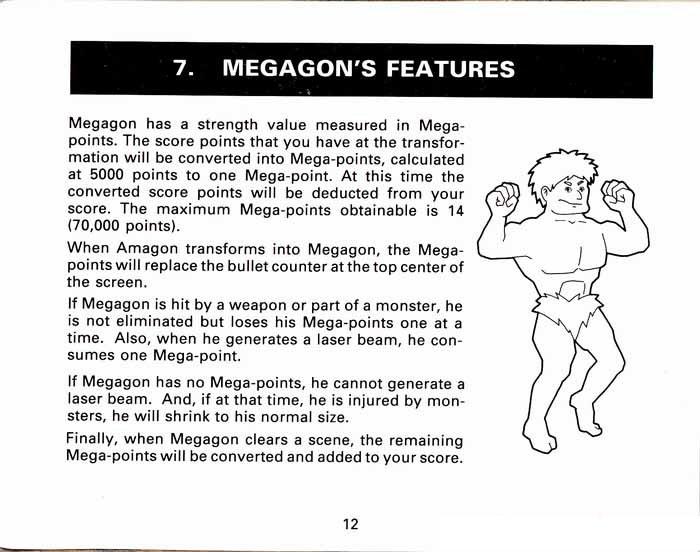 7. MEGAGON'S FEATURES
Megagon has a strength value measured in Mega-
points. The score points that you have at the transfor-
mation will be converted into Mega-points, calculated
at 5000 points to one Mega-point. At this time the
converted score points will be deducted from your
score. The maximum Mega-points obtainable is 14
(70,000 points).
When Amagon transforms into Megagon, the Mega-
points will replace the bullet counter at the top center of
the screen.
If Megagon is hit by a weapon or part of a monster, he
is not eliminated but loses his Mega-points one at a
time. Also, when he generates a laser beam, he con-
sumes one Mega-point.
If Megagon has no Mega-points, he cannot generate a
laser beam. And, if at that time, he is injured by mon-
sters, he will shrink to his normal size.
Finally, when Megagon clears a scene, the remaining
Mega-points will be converted and added to your score.
12